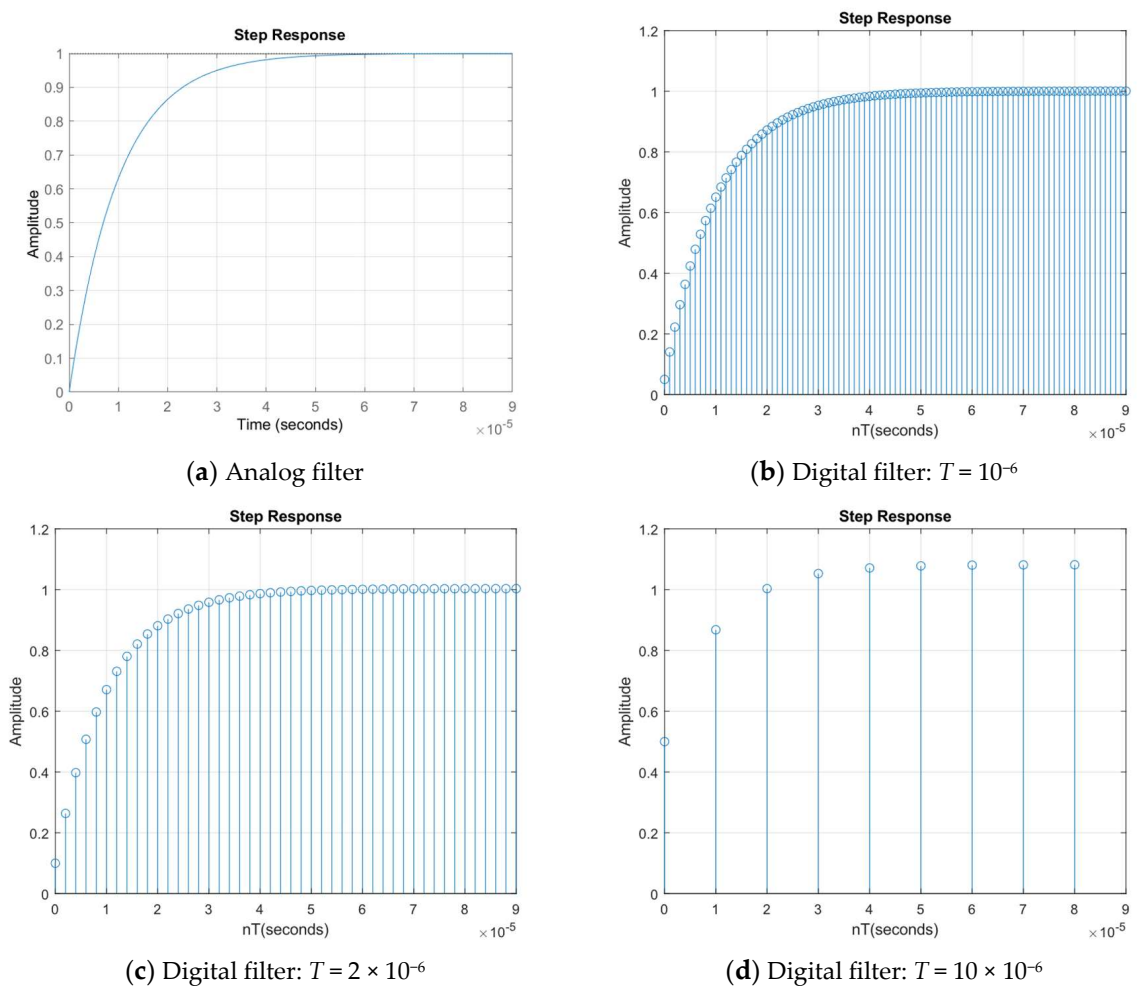 Step Response
Amplitude
1
0.9
0.8
0.7
0.6
0.5
0.4
0.3
0.2
0.1
0
0 1 2 3 4 5 6 7 8 9
Time (seconds)
×10⁻⁵
(a) Analog filter
Step Response
Amplitude
1.2
1
0.8
0.6
0.4
0.2
0
0 1 2 3 4 5 6 7 8 9
nT(seconds)
×10⁻⁵
(b) Digital filter: T = 10⁻⁶
Step Response
Amplitude
1.2
1
0.8
0.6
0.4
0.2
0
0 1 2 3 4 5 6 7 8 9
nT(seconds)
×10⁻⁵
(c) Digital filter: T = 2 × 10⁻⁶
Step Response
Amplitude
1.2
1
0.8
0.6
0.4
0.2
0
0 1 2 3 4 5 6 7 8 9
nT(seconds)
×10⁻⁵
(d) Digital filter: T = 10 × 10⁻⁶